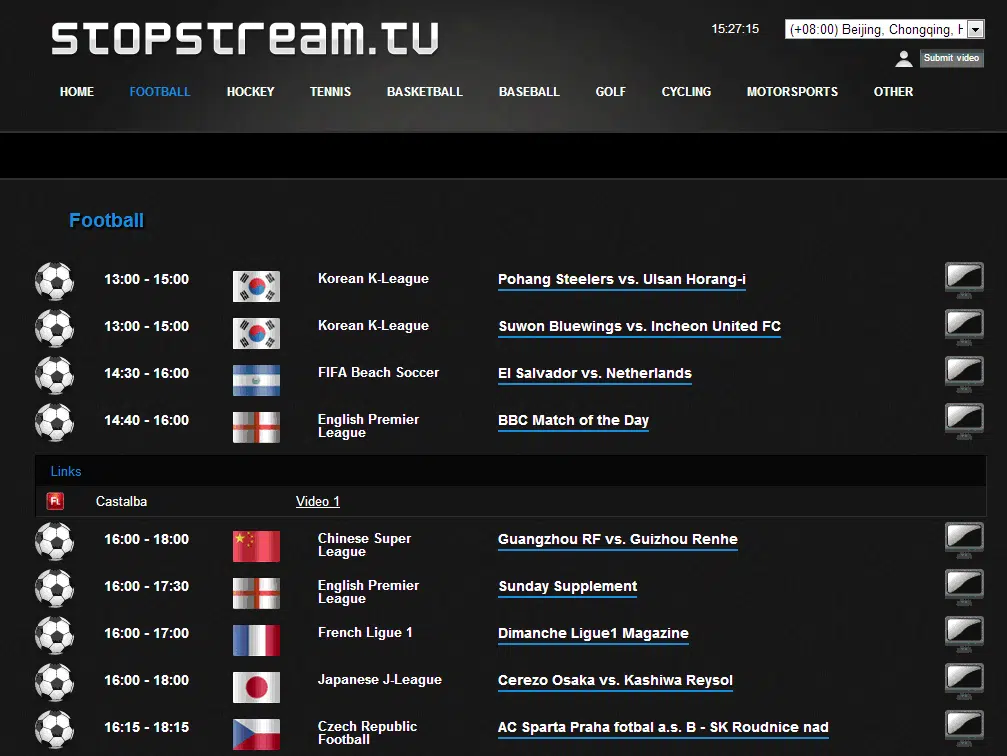 STOPSTREAM.TV
15:27:15
(+08:00) Beijing, Chongqing, H
Submit video
HOME FOOTBALL HOCKEY TENNIS BASKETBALL BASEBALL GOLF CYCLING MOTORSPORTS OTHER
Football
13:00 - 15:00 Korean K-League Pohang Steelers vs. Ulsan Horang-i
13:00 - 15:00 Korean K-League Suwon Bluewings vs. Incheon United FC
14:30 - 16:00 FIFA Beach Soccer El Salvador vs. Netherlands
14:40 - 16:00 English Premier League BBC Match of the Day
Links
FL Castalba Video 1
16:00 - 18:00 Chinese Super League Guangzhou RF vs. Guizhou Renhe
16:00 - 17:30 English Premier League Sunday Supplement
16:00 - 17:00 French Ligue 1 Dimanche Ligue1 Magazine
16:00 - 18:00 Japanese J-League Cerezo Osaka vs. Kashiwa Reysol
16:15 - 18:15 Czech Republic Football AC Sparta Praha fotbal a.s. B - SK Roudnice nad